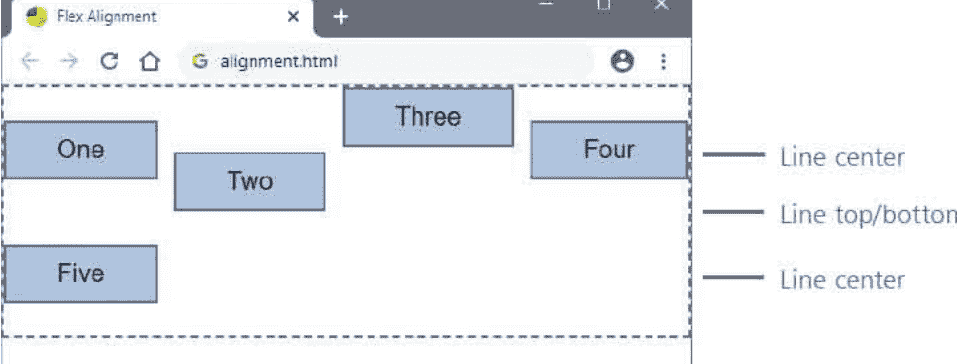 Flex Alignment
alignment.html
One
Two
Three
Four
Five
Line center
Line top/botton
Line center